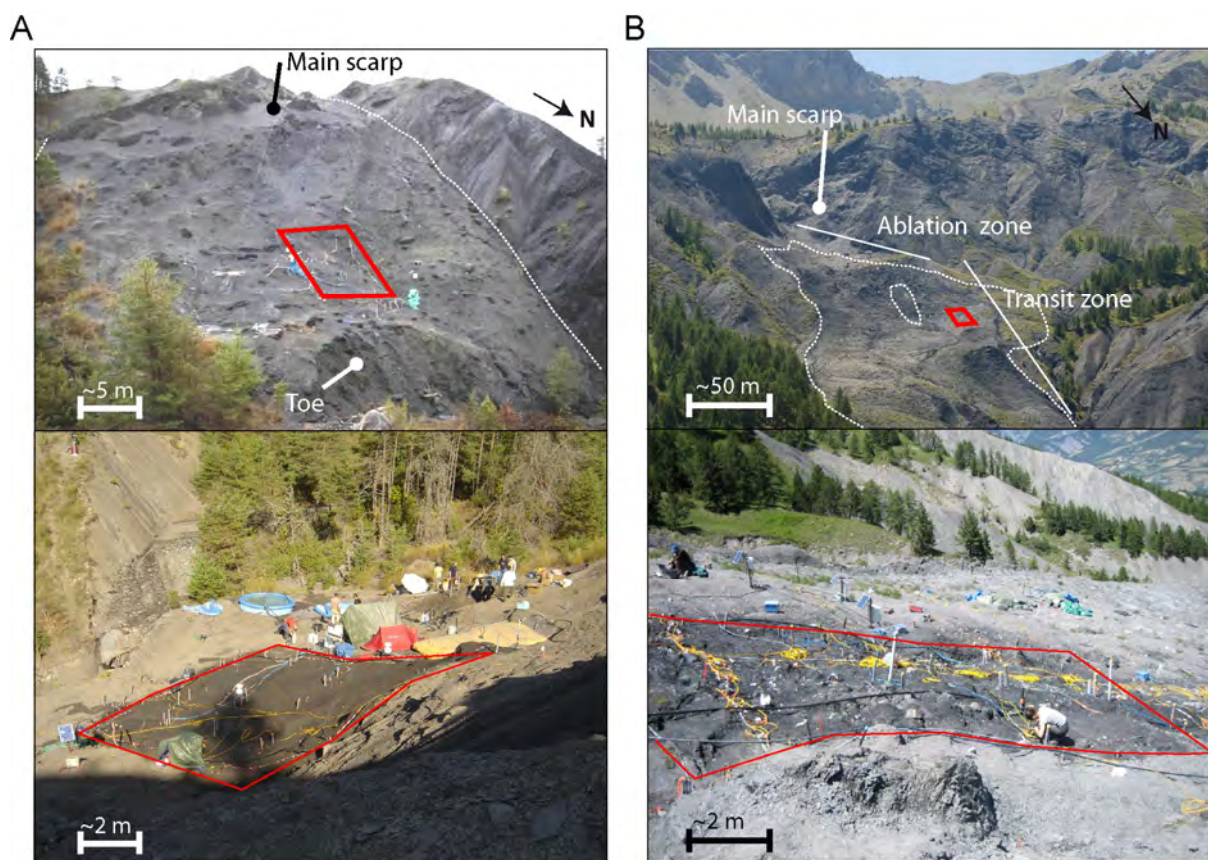 A
Main scarp
N
Toe
~5 m
~2 m
B
Main scarp
N
Ablation zone
Transit zone
~50 m
~2 m